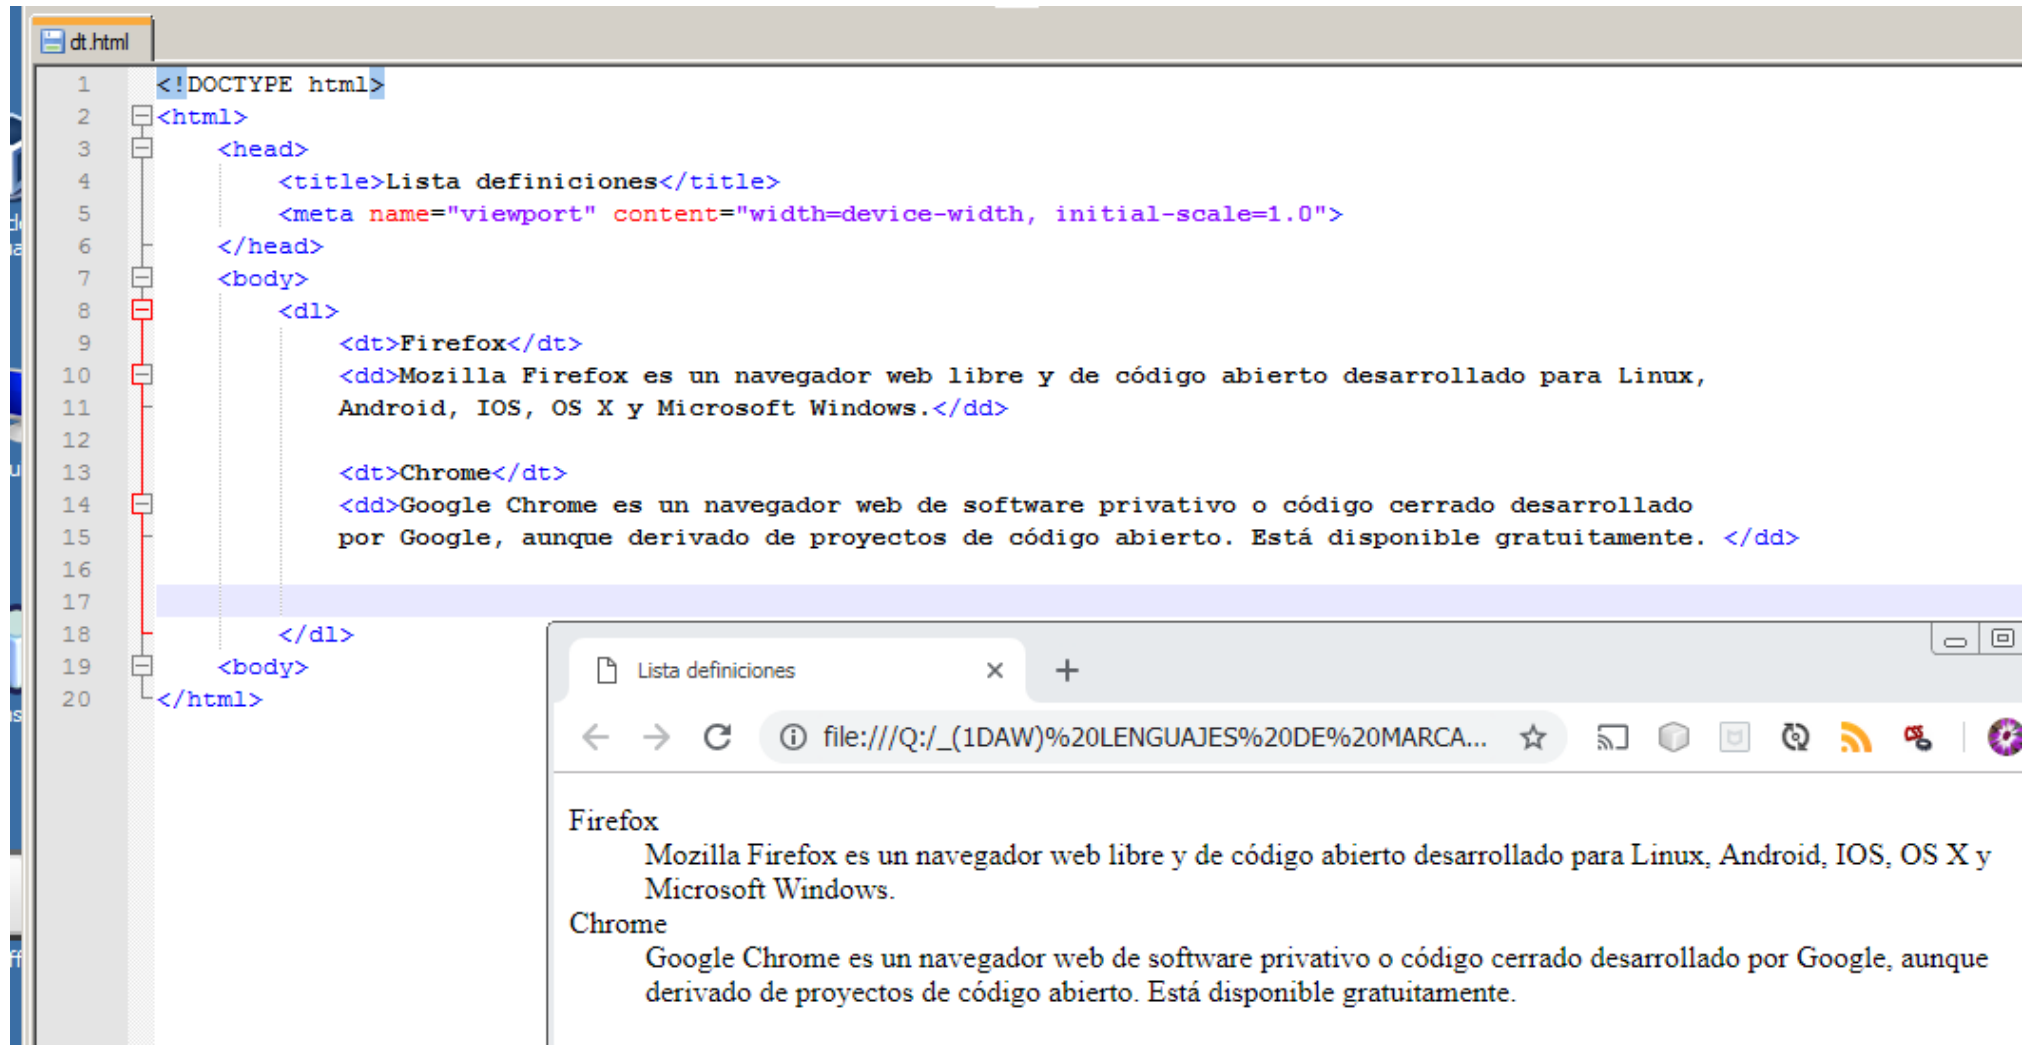 dt.html
1 <!DOCTYPE html>
2 <html>
3 <head>
4 <title>Lista definiciones</title>
5 <meta name="viewport" content="width=device-width, initial-scale=1.0">
6 </head>
7 <body>
8 <dl>
9 <dt>Firefox</dt>
10 <dd>Mozilla Firefox es un navegador web libre y de código abierto desarrollado para Linux,
11 Android, IOS, OS X y Microsoft Windows.</dd>
12
13 <dt>Chrome</dt>
14 <dd>Google Chrome es un navegador web de software privativo o código cerrado desarrollado
15 por Google, aunque derivado de proyectos de código abierto. Está disponible gratuitamente. </dd>
16
17
18 </dl>
19 <body>
20 </html>
Lista definiciones
file:///Q:/_(1DAW)%20LENGUAJES%20DE%20MARCA...
CSS
Firefox
Mozilla Firefox es un navegador web libre y de código abierto desarrollado para Linux, Android, IOS, OS X y
Microsoft Windows.
Chrome
Google Chrome es un navegador web de software privativo o código cerrado desarrollado por Google, aunque
derivado de proyectos de código abierto. Está disponible gratuitamente.